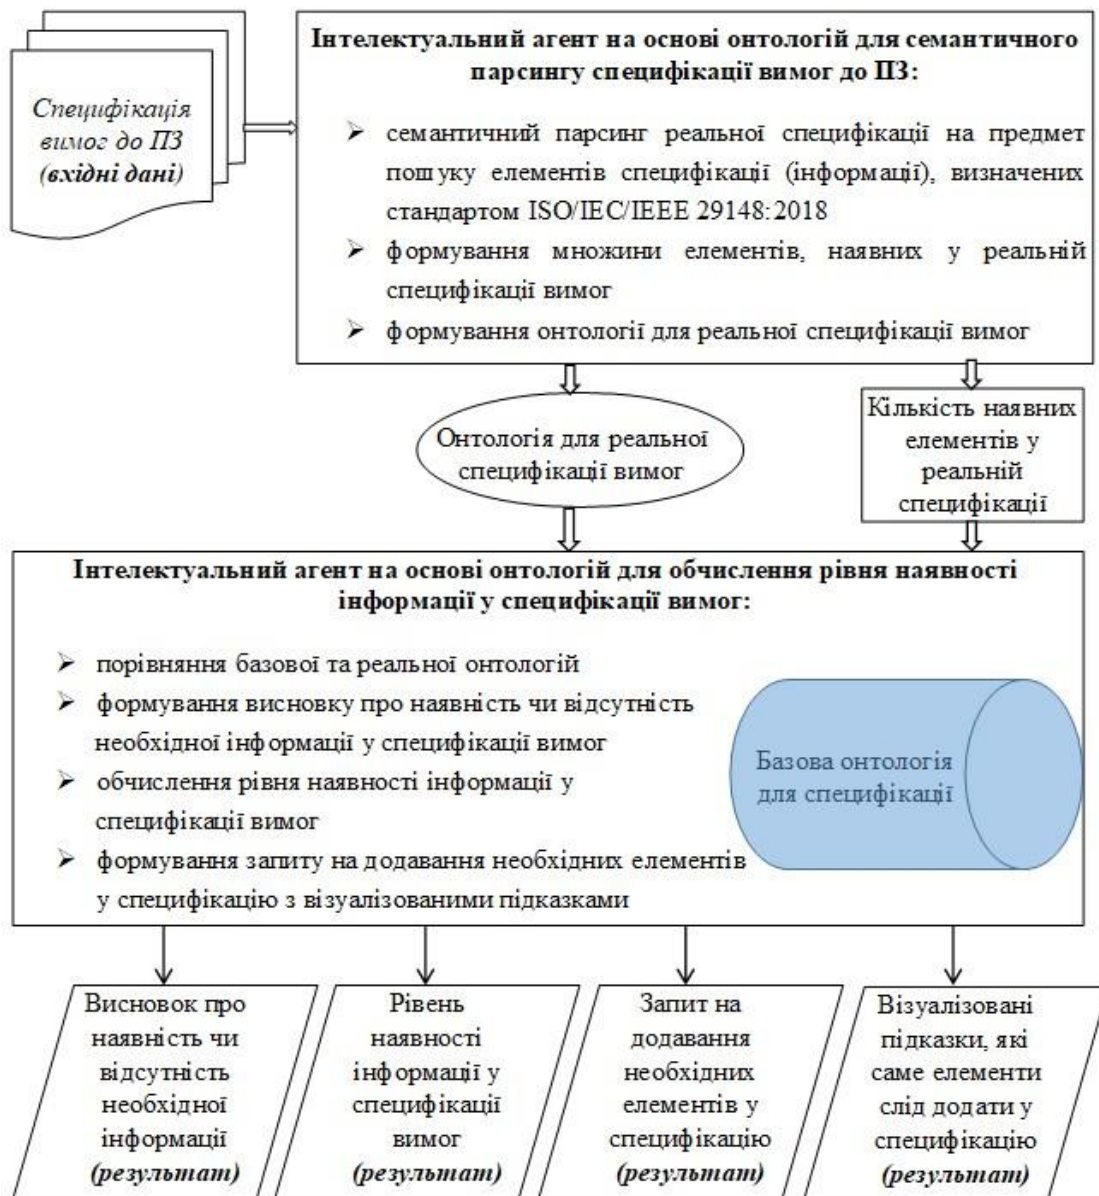 Специфікація
вимог до ПЗ
(вхідні дані)
Інтелектуальний агент на основі онтологій для семантичного
парсингу специфікації вимог до ПЗ:
➢ семантичний парсинг реальної специфікації на предмет
пошуку елементів специфікації (інформації), визначених
стандартом ISO/IEC/IEEE 29148:2018
➢ формування множини елементів, наявних у реальній
специфікації вимог
➢ формування онтології для реальної специфікації вимог
Онтологія для реальної
специфікації вимог
Кількість наявних
елементів у
реальній
специфікації
Інтелектуальний агент на основі онтологій для обчислення рівня наявності
інформації у специфікації вимог:
➢ порівняння базової та реальної онтологій
➢ формування висновку про наявність чи відсутність
необхідної інформації у специфікації вимог
➢ обчислення рівня наявності інформації у
специфікації вимог
➢ формування запиту на додавання необхідних елементів
у специфікацію з візуалізованими підказками
Базова онтологія
для специфікації
Висновок про
наявність чи
відсутність
необхідної
інформації
(результат)
Рівень
наявності
інформації у
специфікації
вимог
(результат)
Запит на
додавання
необхідних
елементів у
специфікацію
(результат)
Візуалізовані
підказки, які
саме елементи
слід додати у
специфікацію
(результат)